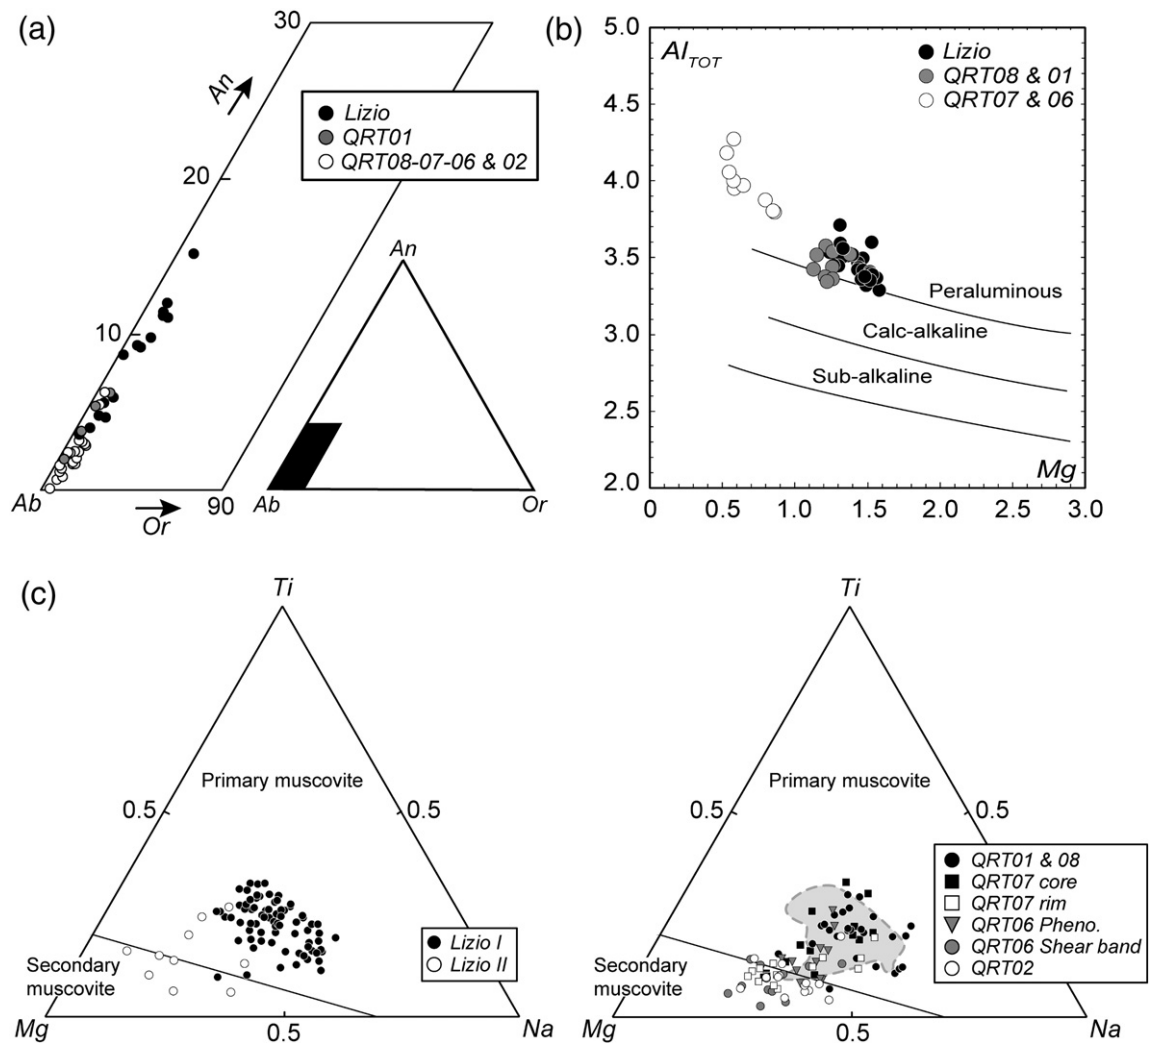 (a)
30
An
Lizio
QRT01
QRT08-07-06 & 02
20
10
An
Ab
Or
90
Ab
Or
(b)
5.0
4.5
4.0
3.5
3.0
2.5
2.0
Al_TOT
Lizio
QRT08 & 01
QRT07 & 06
Peraluminous
Calc-alkaline
Sub-alkaline
Mg
0
0.5
1.0
1.5
2.0
2.5
3.0
(c)
Ti
Primary muscovite
0.5
0.5
Lizio I
Lizio II
Secondary
muscovite
Mg
0.5
Na
Ti
Primary muscovite
0.5
0.5
QRT01 & 08
QRT07 core
QRT07 rim
QRT06 Pheno.
QRT06 Shear band
QRT02
Secondary
muscovite
Mg
0.5
Na